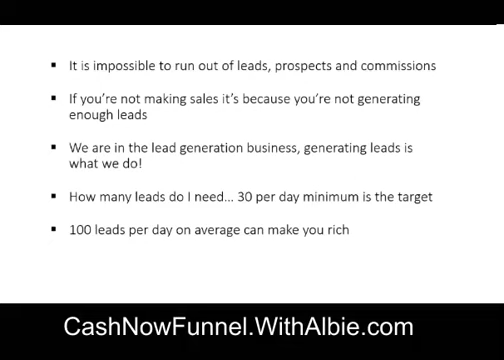 ▪ It is impossible to run out of leads, prospects and commissions
▪ If you're not making sales it's because you're not generating
enough leads
▪ We are in the lead generation business, generating leads is
what we do!
▪ How many leads do I need... 30 per day minimum is the target
▪ 100 leads per day on average can make you rich
CashNowFunnel.WithAlbie.com